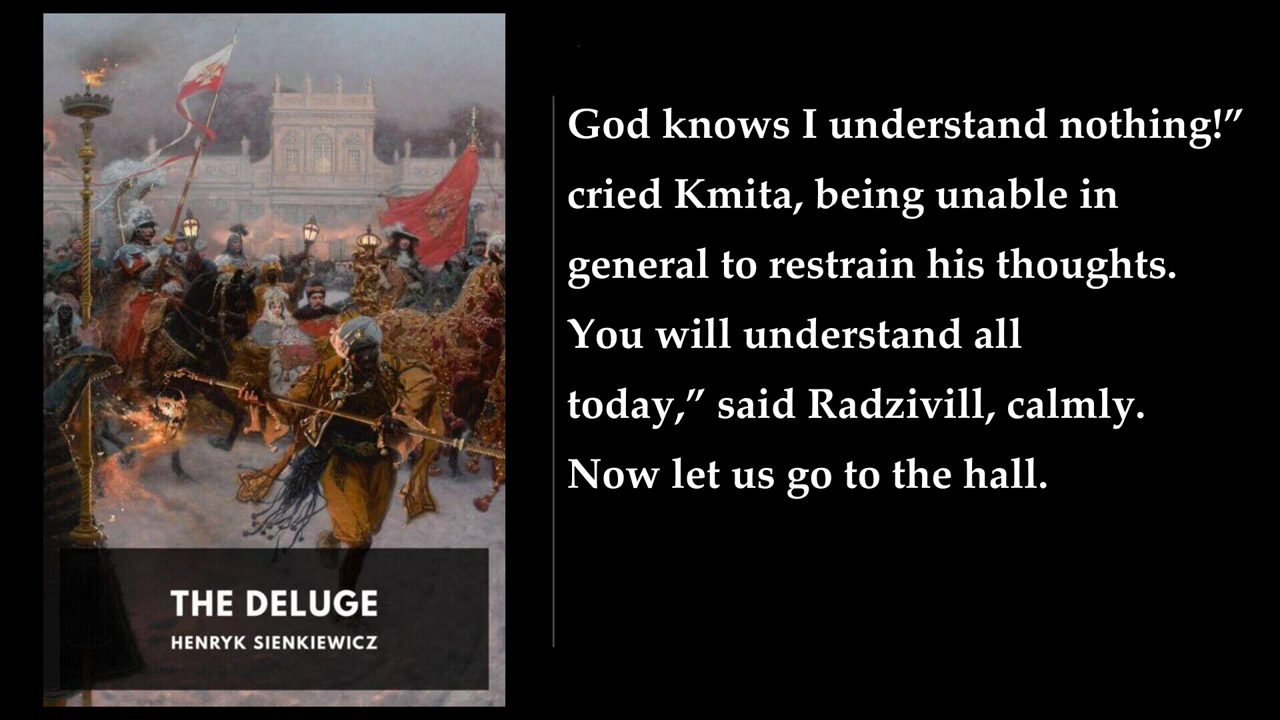 God knows I understand nothing!”
cried Kmita, being unable in
general to restrain his thoughts.
You will understand all
today,” said Radzivill, calmly.
Now let us go to the hall.
THE DELUGE
HENRYK SIENKIEWICZ